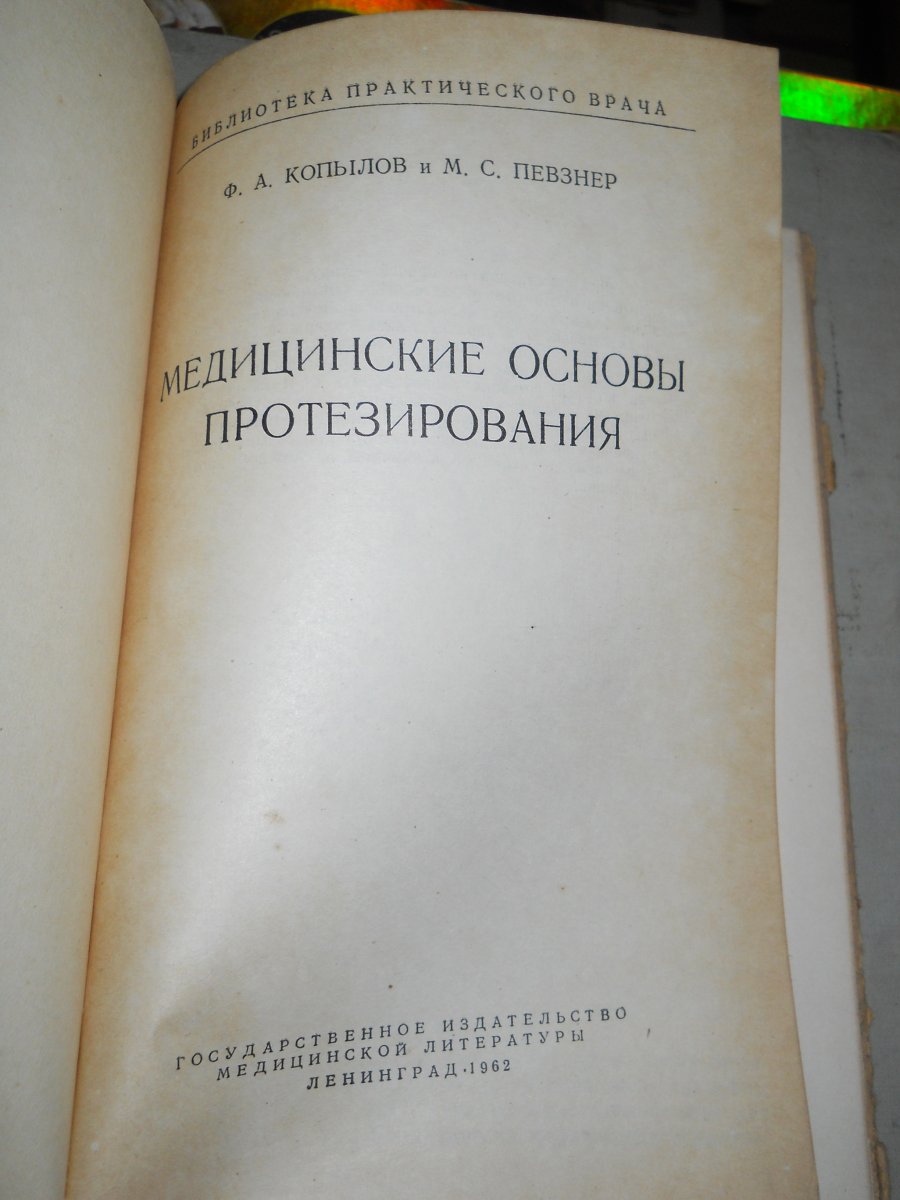 БИБЛИОТЕКА ПРАКТИЧЕСКОГО ВРАЧА
Ф. А. КОПЫЛОВ и М. С. ПЕВЗНЕР
МЕДИЦИНСКИЕ ОСНОВЫ
ПРОТЕЗИРОВАНИЯ
ГОСУДАРСТВЕННОЕ ИЗДАТЕЛЬСТВО
МЕДИЦИНСКОЙ ЛИТЕРАТУРЫ
ЛЕНИНГРАД · 1962